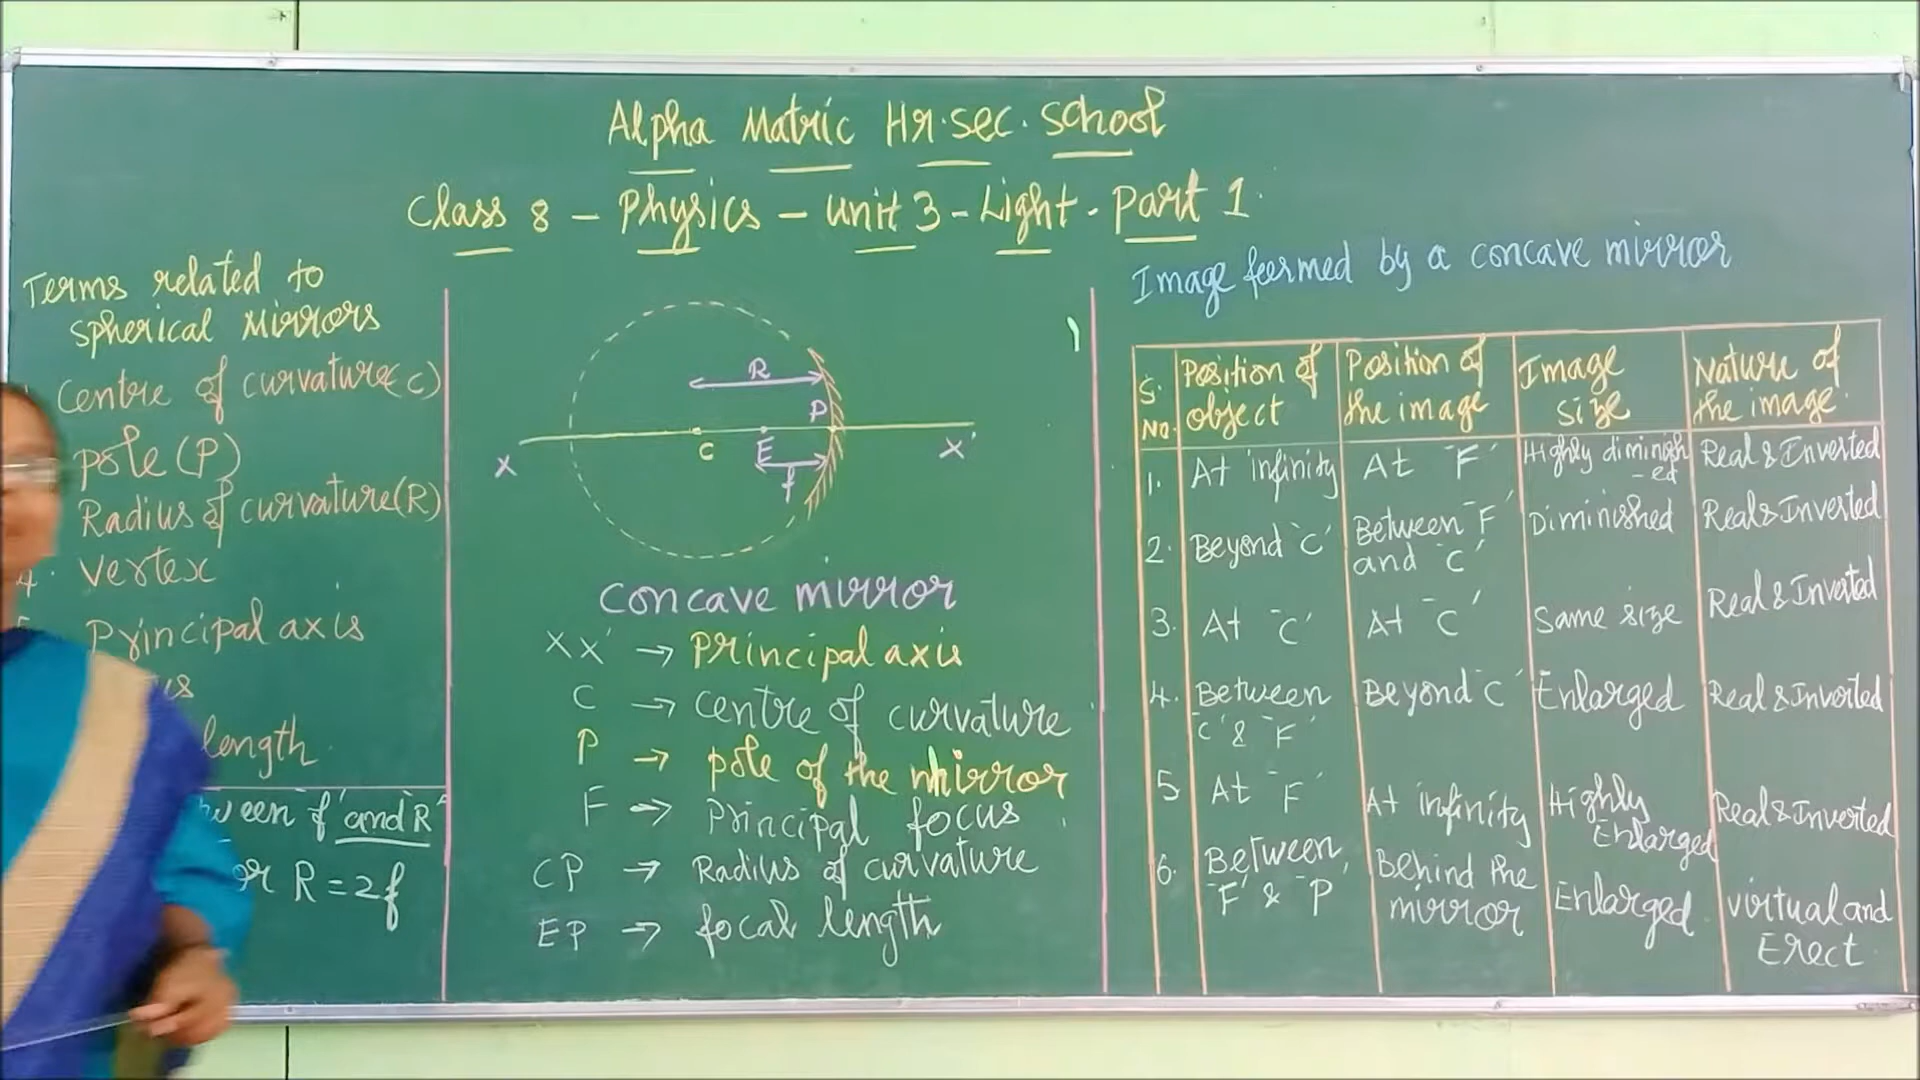 Alpha Matric Hr.sec. School
Class 8 - Physics - Unit 3 - Light - Part 1
Terms related to
spherical Mirrors
Centre of curvature(C)
pole (P)
Radius of curvature(R)
4. Vertex
Principal axis
length
'f' and 'R'
or R = 2f
R
P
C
E
f
X
X'
Concave mirror
XX' → Principal axis
C → Centre of curvature
P → pole of the mirror
F → Principal focus
CP → Radius of curvature
EP → focal length
Image formed by a concave mirror
S. No. Position of object Position of the image Image size Nature of the image
1. At infinity At 'F' Highly diminish-ed Real & Inverted
2. Beyond 'C' Between 'F' and 'C' Diminished Real & Inverted
3. At 'C' At 'C' Same size Real & Inverted
4. Between 'C' & 'F' Beyond 'C' Enlarged Real & Inverted
5 At 'F' At infinity Highly Enlarged Real & Inverted
6. Between 'F' & 'P' Behind the mirror Enlarged virtual and Erect